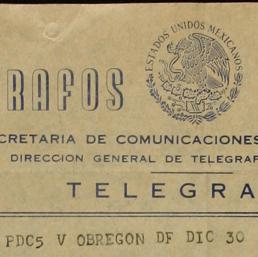 RAFOS
ESTADOS UNIDOS MEXICANOS
CRETARIA DE COMUNICACIONES
DIRECCION GENERAL DE TELEGRAF
TELEGRA
PDC5 V OBREGON DF DIC 30